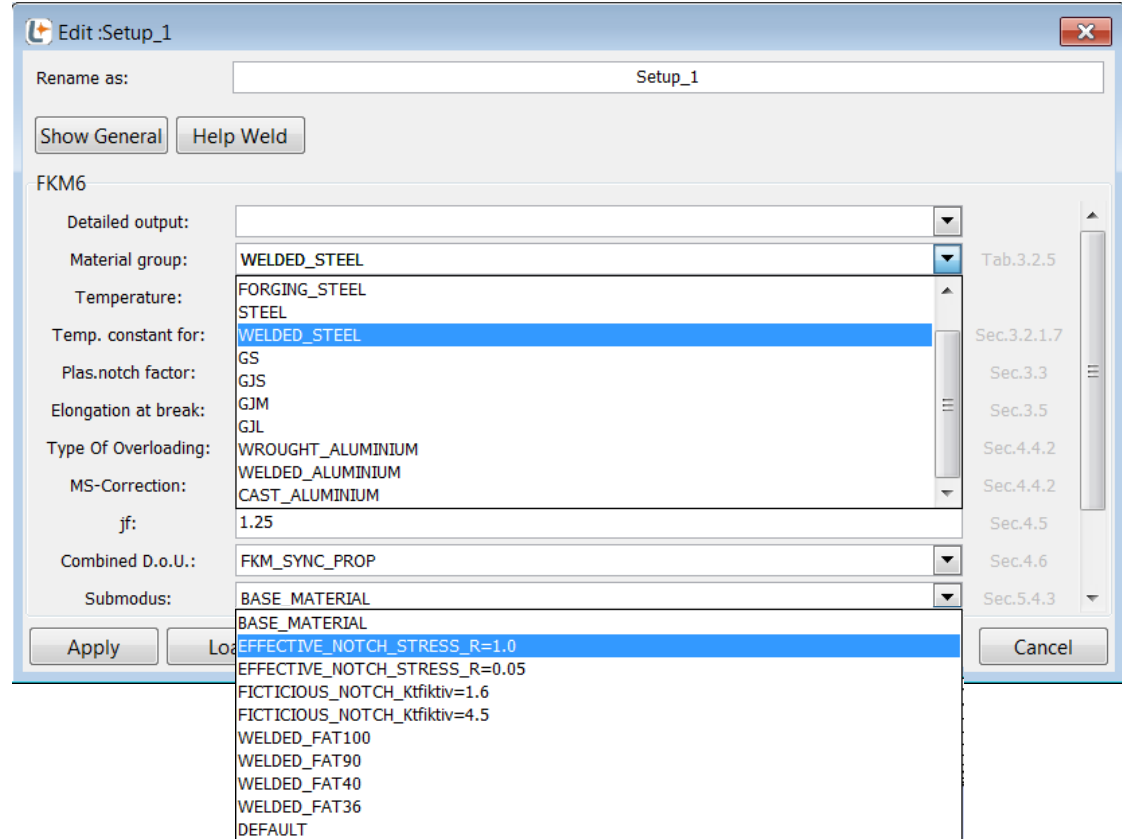 Edit :Setup_1
Rename as: Setup_1
Show General Help Weld
FKM6
Detailed output:
Material group: WELDED_STEEL Tab.3.2.5
Temperature: FORGING_STEEL
STEEL
Temp. constant for: WELDED_STEEL Sec.3.2.1.7
GS
Plas.notch factor: GJS Sec.3.3
Elongation at break: GJM Sec.3.5
GJL
Type Of Overloading: WROUGHT_ALUMINIUM Sec.4.4.2
WELDED_ALUMINIUM
MS-Correction: CAST_ALUMINIUM Sec.4.4.2
jf: 1.25 Sec.4.5
Combined D.o.U.: FKM_SYNC_PROP Sec.4.6
Submodus: BASE_MATERIAL Sec.5.4.3
BASE_MATERIAL
Apply Loa EFFECTIVE_NOTCH_STRESS_R=1.0 Cancel
EFFECTIVE_NOTCH_STRESS_R=0.05
FICTICIOUS_NOTCH_Ktfiktiv=1.6
FICTICIOUS_NOTCH_Ktfiktiv=4.5
WELDED_FAT100
WELDED_FAT90
WELDED_FAT40
WELDED_FAT36
DEFAULT